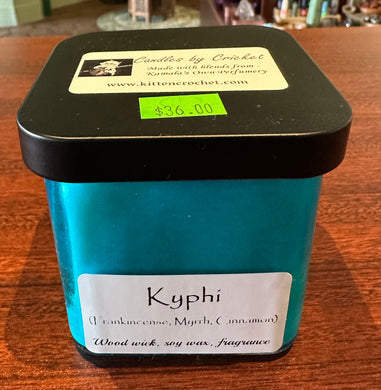 Candles by Cricket
Made with blends from
Kamala's Own Perfumery
www.kittencrochet.com
$36.00
Kyphi
(Frankincense, Myrrh, Cinnamon)
Wood wick, soy wax, fragrance